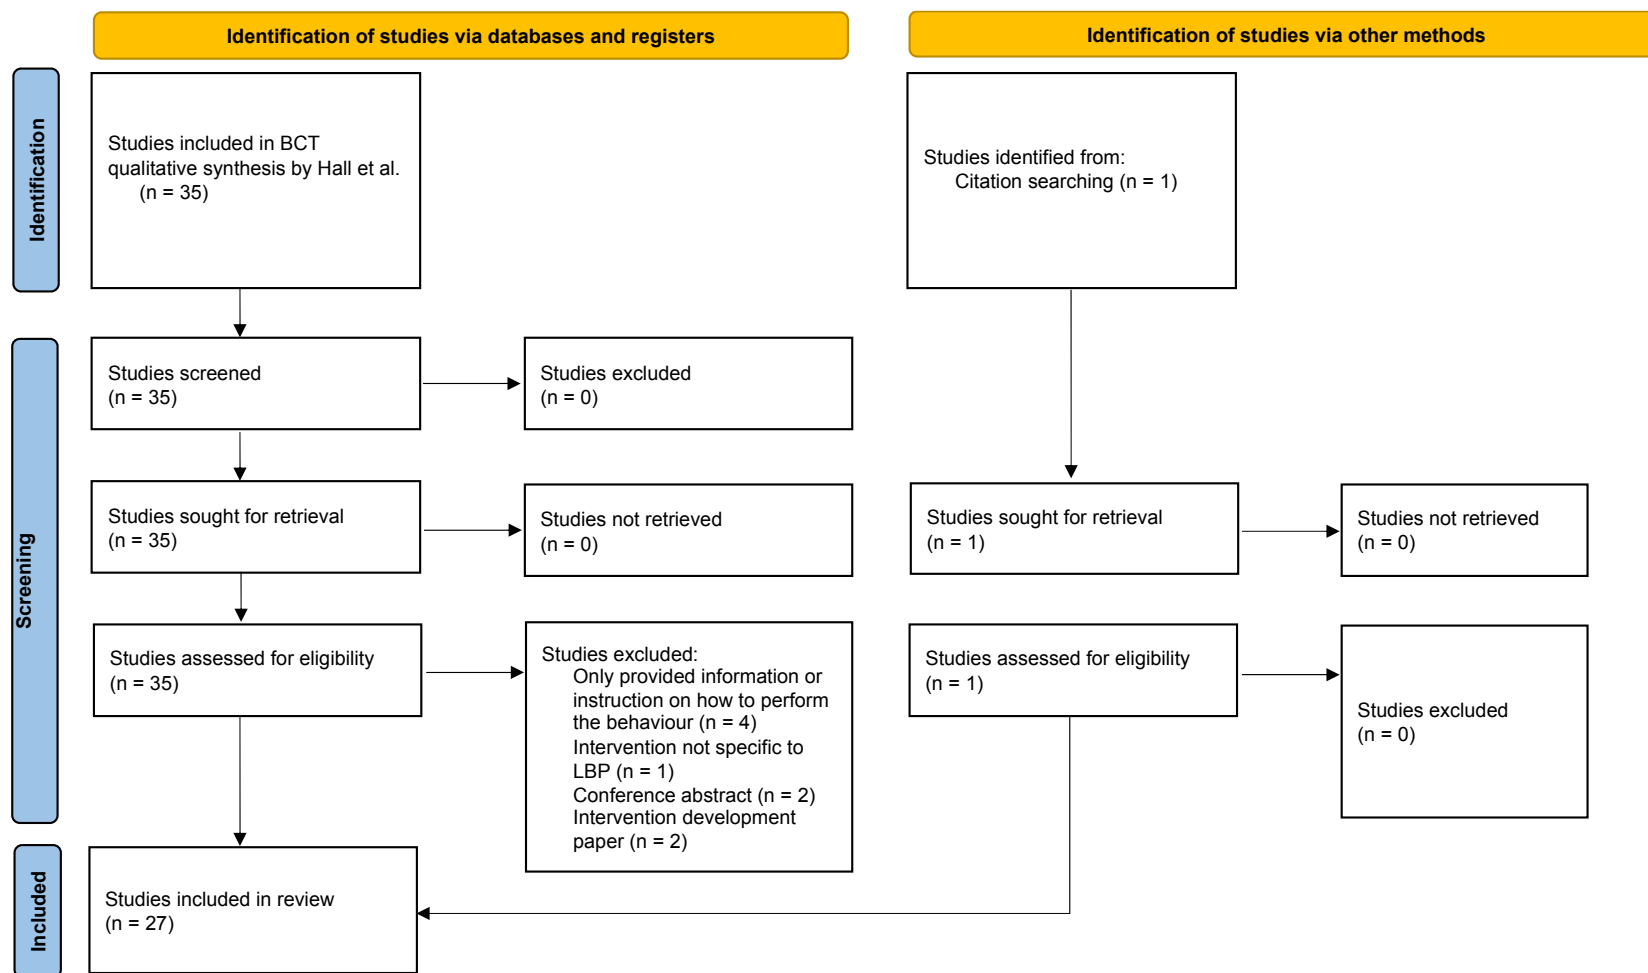 Identification of studies via databases and registers
Identification of studies via other methods
Identification
Studies included in BCT
qualitative synthesis by Hall et al.
(n = 35)
Studies identified from:
Citation searching (n = 1)
Screening
Studies screened
(n = 35)
Studies excluded
(n = 0)
Studies sought for retrieval
(n = 35)
Studies not retrieved
(n = 0)
Studies sought for retrieval
(n = 1)
Studies not retrieved
(n = 0)
Studies assessed for eligibility
(n = 35)
Studies excluded:
Only provided information or
instruction on how to perform
the behaviour (n = 4)
Intervention not specific to
LBP (n = 1)
Conference abstract (n = 2)
Intervention development
paper (n = 2)
Studies assessed for eligibility
(n = 1)
Studies excluded
(n = 0)
Included
Studies included in review
(n = 27)